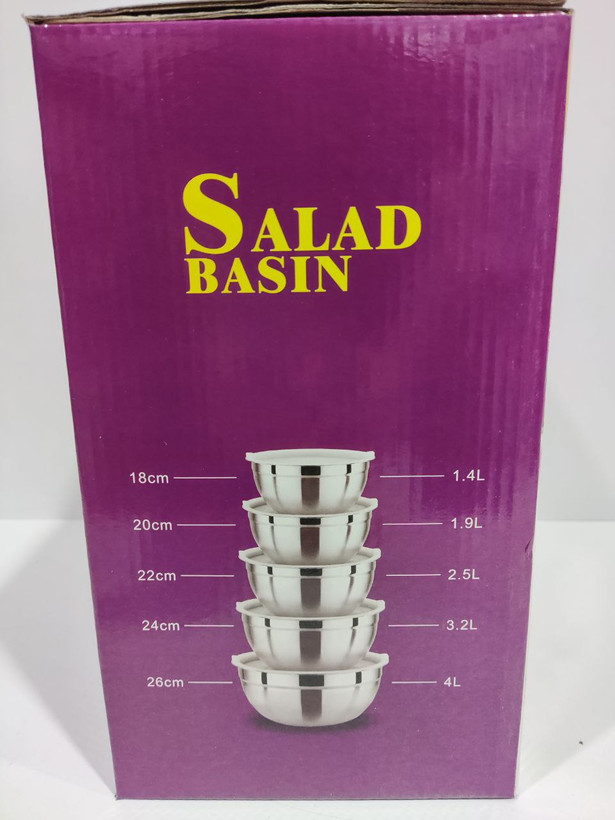 SALAD
BASIN
18cm 1.4L
20cm 1.9L
22cm 2.5L
24cm 3.2L
26cm 4L